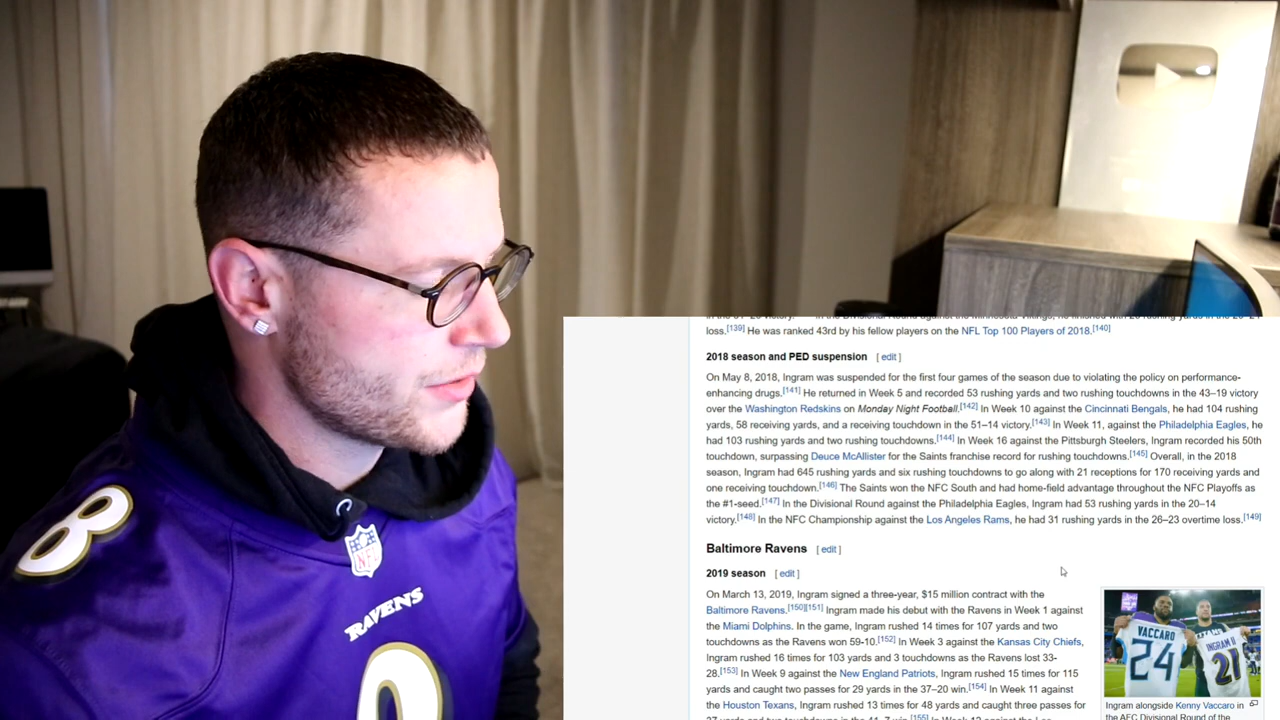 loss.[139] He was ranked 43rd by his fellow players on the NFL Top 100 Players of 2018.[140]
2018 season and PED suspension [ edit ]
On May 8, 2018, Ingram was suspended for the first four games of the season due to violating the policy on performance-
enhancing drugs.[141] He returned in Week 5 and recorded 53 rushing yards and two rushing touchdowns in the 43–19 victory
over the Washington Redskins on Monday Night Football.[142] In Week 10 against the Cincinnati Bengals, he had 104 rushing
yards, 58 receiving yards, and a receiving touchdown in the 51–14 victory.[143] In Week 11, against the Philadelphia Eagles, he
had 103 rushing yards and two rushing touchdowns.[144] In Week 16 against the Pittsburgh Steelers, Ingram recorded his 50th
touchdown, surpassing Deuce McAllister for the Saints franchise record for rushing touchdowns.[145] Overall, in the 2018
season, Ingram had 645 rushing yards and six rushing touchdowns to go along with 21 receptions for 170 receiving yards and
one receiving touchdown.[146] The Saints won the NFC South and had home-field advantage throughout the NFC Playoffs as
the #1-seed.[147] In the Divisional Round against the Philadelphia Eagles, Ingram had 53 rushing yards in the 20–14
victory.[148] In the NFC Championship against the Los Angeles Rams, he had 31 rushing yards in the 26–23 overtime loss.[149]
Baltimore Ravens [ edit ]
2019 season [ edit ]
On March 13, 2019, Ingram signed a three-year, $15 million contract with the
Baltimore Ravens.[150][151] Ingram made his debut with the Ravens in Week 1 against
the Miami Dolphins. In the game, Ingram rushed 14 times for 107 yards and two
touchdowns as the Ravens won 59-10.[152] In Week 3 against the Kansas City Chiefs,
Ingram rushed 16 times for 103 yards and 3 touchdowns as the Ravens lost 33-
28.[153] In Week 9 against the New England Patriots, Ingram rushed 15 times for 115
yards and caught two passes for 29 yards in the 37–20 win.[154] In Week 11 against
the Houston Texans, Ingram rushed 13 times for 48 yards and caught three passes for
VACCARO
24
INGRAM II
21
Ingram alongside Kenny Vaccaro in
the AFC Divisional Round of the
8
NFL
RAVENS